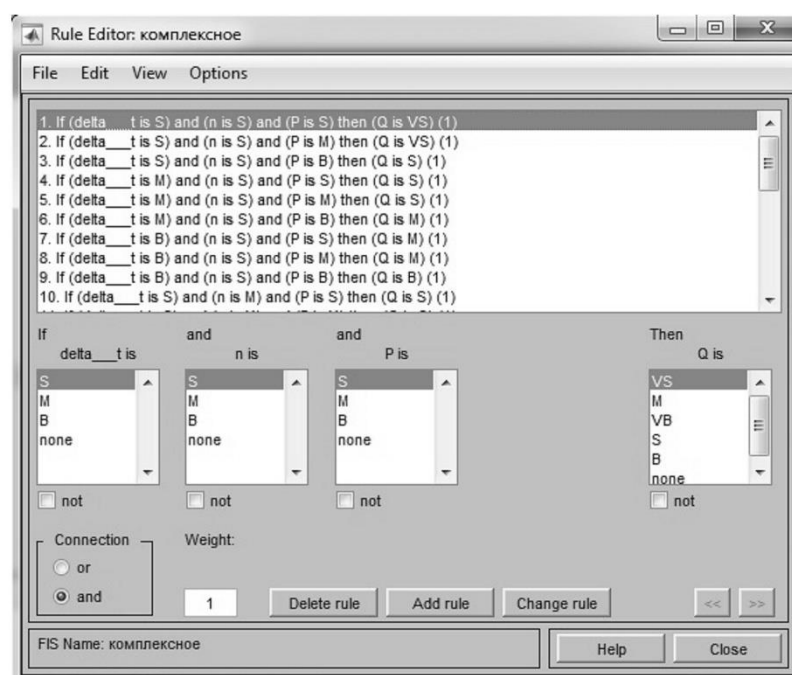 Rule Editor: комплексное
File Edit View Options
1. If (delta___t is S) and (n is S) and (P is S) then (Q is VS) (1)
2. If (delta___t is S) and (n is S) and (P is M) then (Q is VS) (1)
3. If (delta___t is S) and (n is S) and (P is B) then (Q is S) (1)
4. If (delta___t is M) and (n is S) and (P is S) then (Q is S) (1)
5. If (delta___t is M) and (n is S) and (P is M) then (Q is S) (1)
6. If (delta___t is M) and (n is S) and (P is B) then (Q is M) (1)
7. If (delta___t is B) and (n is S) and (P is S) then (Q is M) (1)
8. If (delta___t is B) and (n is S) and (P is M) then (Q is M) (1)
9. If (delta___t is B) and (n is S) and (P is B) then (Q is B) (1)
10. If (delta___t is S) and (n is M) and (P is S) then (Q is S) (1)
If and and Then
delta___t is n is P is Q is
S S S VS
M M M M
B B B VB
none none none S
B
none
not not not not
Connection Weight:
or
and 1 Delete rule Add rule Change rule << >>
FIS Name: комплексное Help Close